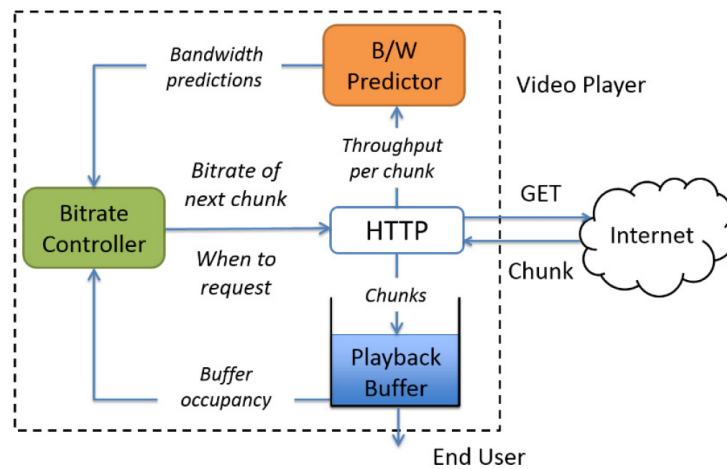 Bandwidth
predictions
B/W
Predictor
Video Player
Throughput
per chunk
Bitrate of
next chunk
Bitrate
Controller
HTTP
GET
Internet
Chunk
When to
request
Chunks
Playback
Buffer
Buffer
occupancy
End User